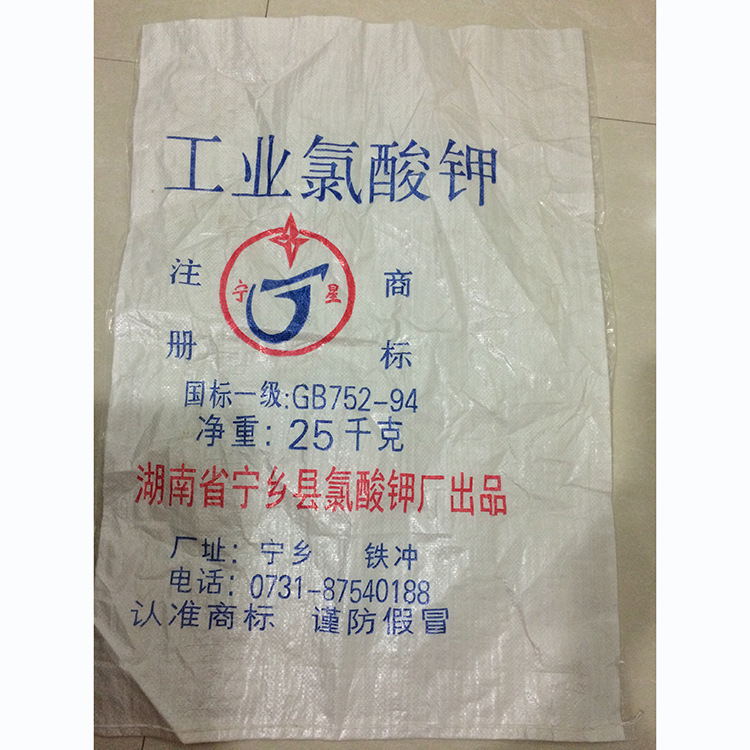 工业氯酸钾
注册 商标
宁 星
国标一级:GB752-94
净重：25千克
湖南省宁乡县氯酸钾厂出品
厂址：宁乡 铁冲
电话：0731-87540188
认准商标 谨防假冒